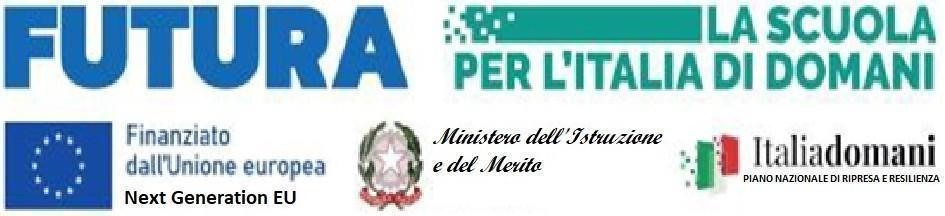 FUTURA
LA SCUOLA
PER L'ITALIA DI DOMANI
Finanziato
dall'Unione europea
Next Generation EU
Ministero dell'Istruzione
e del Merito
Italiadomani
PIANO NAZIONALE DI RIPRESA E RESILIENZA